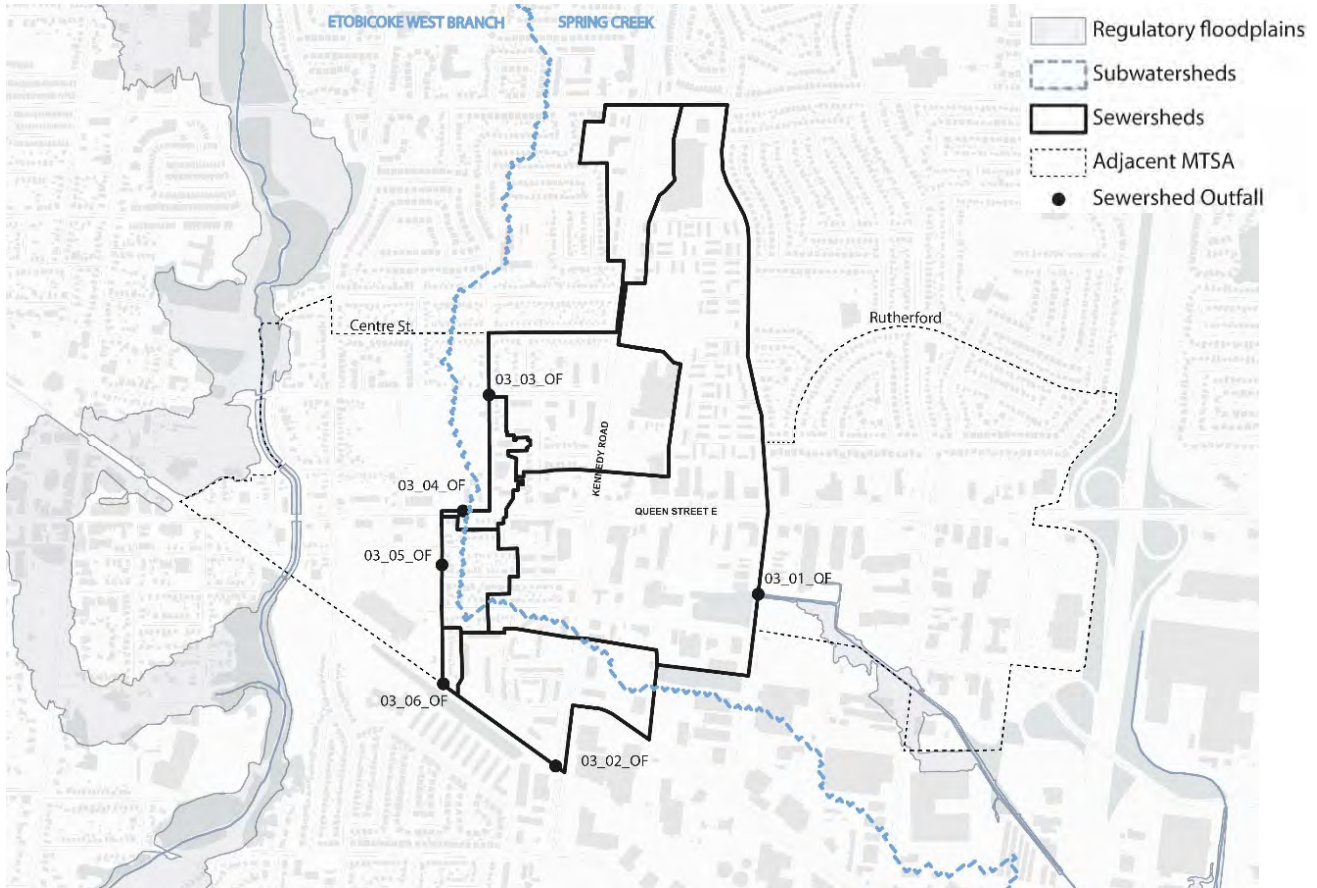 ETOBICOKE WEST BRANCH
SPRING CREEK
Regulatory floodplains
Subwatersheds
Sewersheds
Adjacent MTSA
Sewershed Outfall
Centre St.
Rutherford
03_03_OF
KENNEDY ROAD
03_04_OF
QUEEN STREET E
03_05_OF
03_01_OF
03_06_OF
03_02_OF